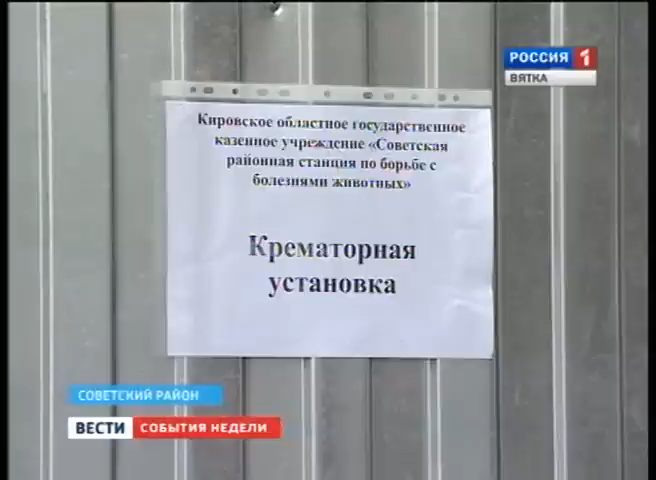 РОССИЯ 1
ВЯТКА
Кировское областное государственное
казенное учреждение «Советская
районная станция по борьбе с
болезнями животных»
Крематорная
установка
СОВЕТСКИЙ РАЙОН
ВЕСТИ СОБЫТИЯ НЕДЕЛИ